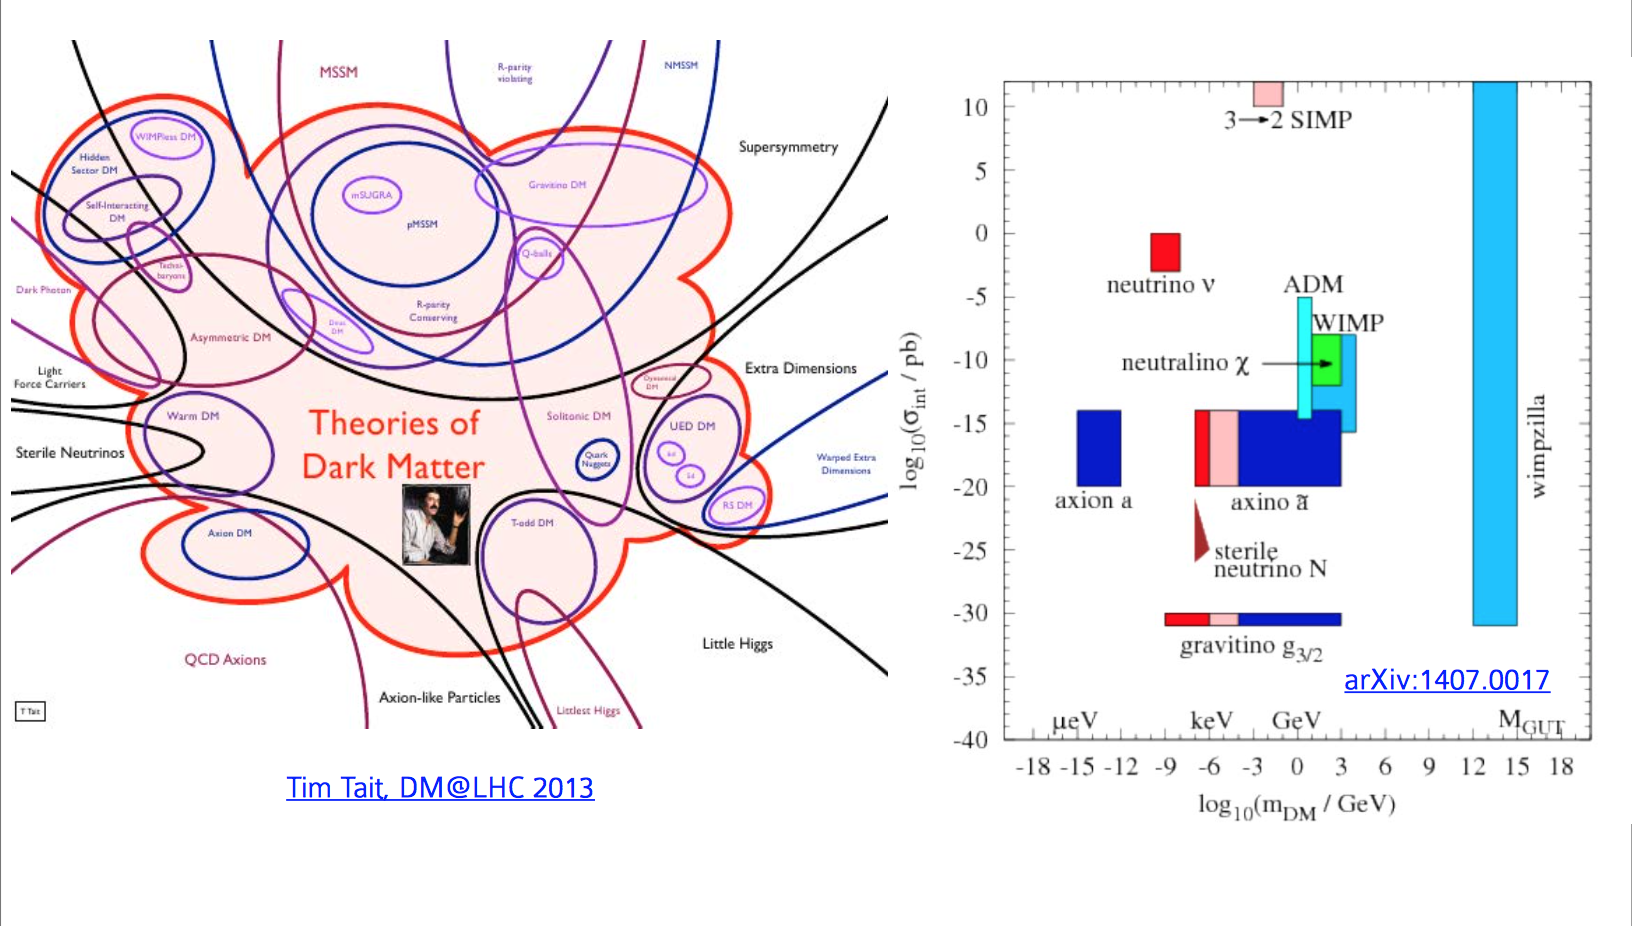 MSSM
R-parity
violating
NMSSM
WIMPless DM
Hidden
Sector DM
Self-Interacting
DM
Techni-
baryons
Dark Photon
Asymmetric DM
Light
Force Carriers
Warm DM
Sterile Neutrinos
mSUGRA
pMSSM
R-parity
Conserving
DM
Gravitino DM
Q-balls
Supersymmetry
Extra Dimensions
DM
Solitonic DM
UED DM
Quark
Nuggets
Warped Extra
Dimensions
RS DM
Theories of
Dark Matter
T-odd DM
Axion DM
QCD Axions
Axion-like Particles
Little Higgs
Littlest Higgs
T Tait
Tim Tait, DM@LHC 2013
log10(σint / pb)
10
5
0
-5
-10
-15
-20
-25
-30
-35
-40
3→2 SIMP
neutrino ν
ADM
WIMP
neutralino χ
axion a
axino ã
sterile
neutrino N
gravitino g3/2
wimpzilla
arXiv:1407.0017
μeV
keV
GeV
MGUT
-18 -15 -12 -9 -6 -3 0 3 6 9 12 15 18
log10(mDM / GeV)